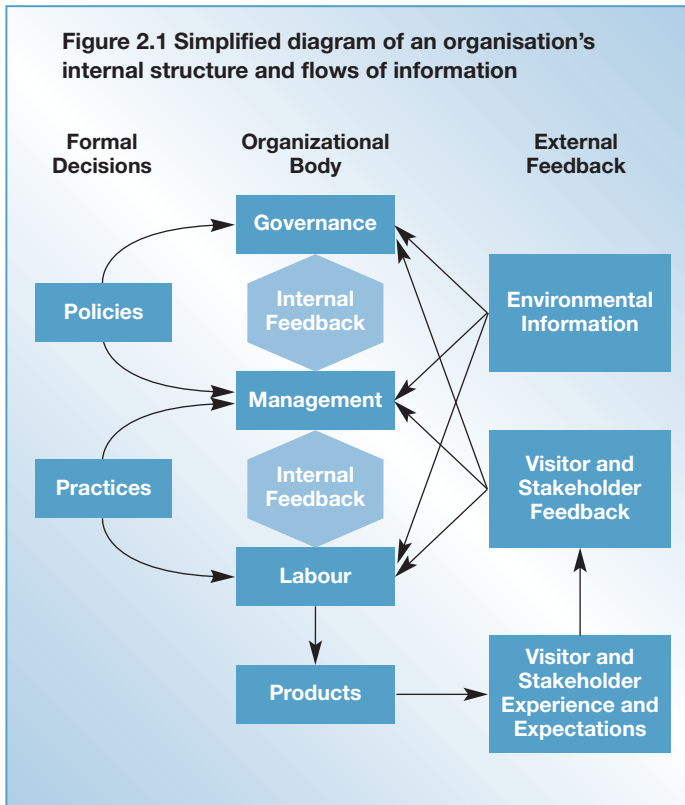 Figure 2.1 Simplified diagram of an organisation's
internal structure and flows of information
Formal
Decisions
Organizational
Body
External
Feedback
Governance
Internal
Feedback
Environmental
Information
Policies
Management
Internal
Feedback
Visitor and
Stakeholder
Feedback
Practices
Labour
Products
Visitor and
Stakeholder
Experience and
Expectations